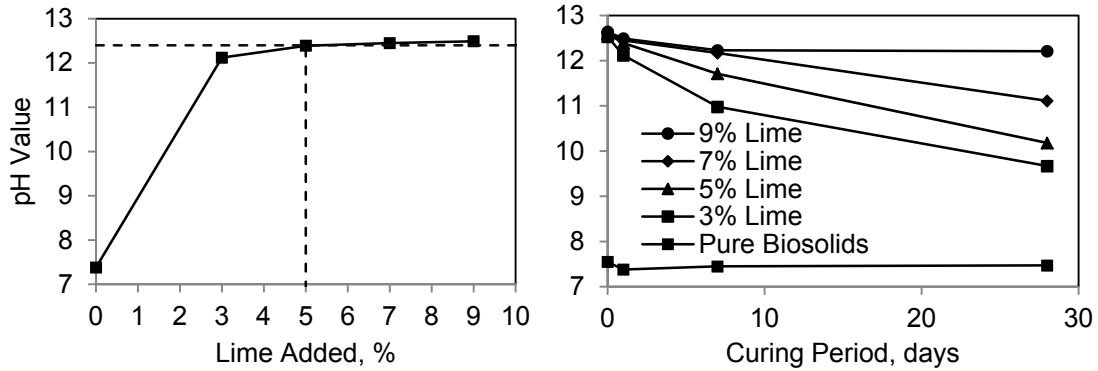 pH Value
13
12
11
10
9
8
7
0 1 2 3 4 5 6 7 8 9 10
Lime Added, %
13
12
11
10
9
8
7
9% Lime
7% Lime
5% Lime
3% Lime
Pure Biosolids
0 10 20 30
Curing Period, days